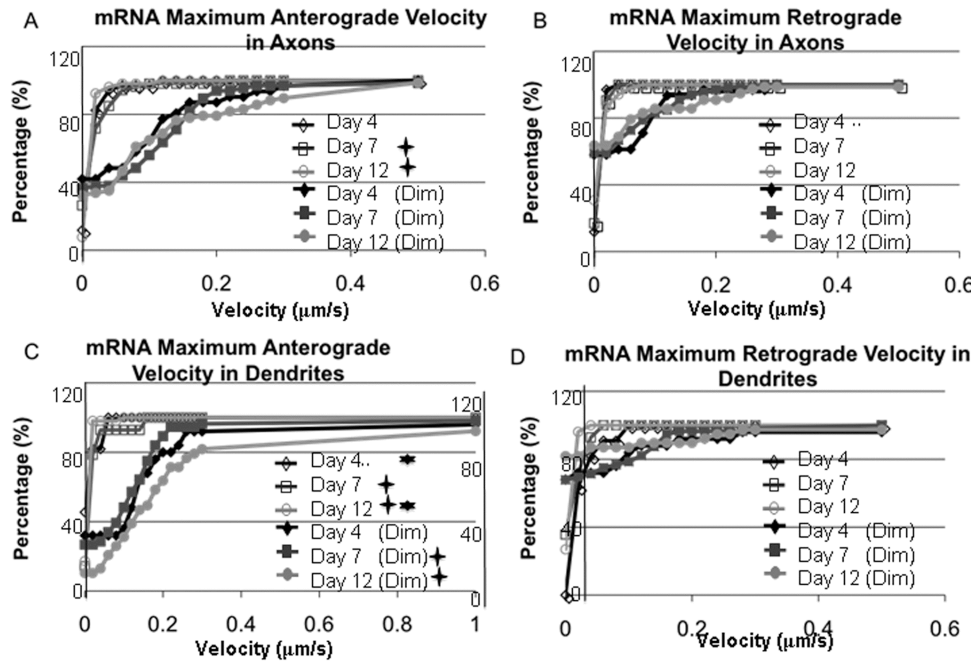 A
mRNA Maximum Anterograde Velocity
in Axons
Percentage (%)
120
80
40
0
Day 4
Day 7
Day 12
Day 4 (Dim)
Day 7 (Dim)
Day 12 (Dim)
0 0.2 0.4 0.6
Velocity (µm/s)
B
mRNA Maximum Retrograde
Velocity in Axons
Percentage (%)
120
80
40
0
Day 4 ..
Day 7
Day 12
Day 4 (Dim)
Day 7 (Dim)
Day 12 (Dim)
0 0.2 0.4 0.6
Velocity (µm/s)
C
mRNA Maximum Anterograde
Velocity in Dendrites
Percentage (%)
120
80
40
0
120
80
40
0
Day 4..
Day 7
Day 12
Day 4 (Dim)
Day 7 (Dim)
Day 12 (Dim)
0 0.2 0.4 0.6 0.8 1
Velocity (µm/s)
D
mRNA Maximum Retrograde Velocity in
Dendrites
Percentage (%)
120
80
40
0
Day 4
Day 7
Day 12
Day 4 (Dim)
Day 7 (Dim)
Day 12 (Dim)
0 0.2 0.4 0.6
Velocity (µm/s)